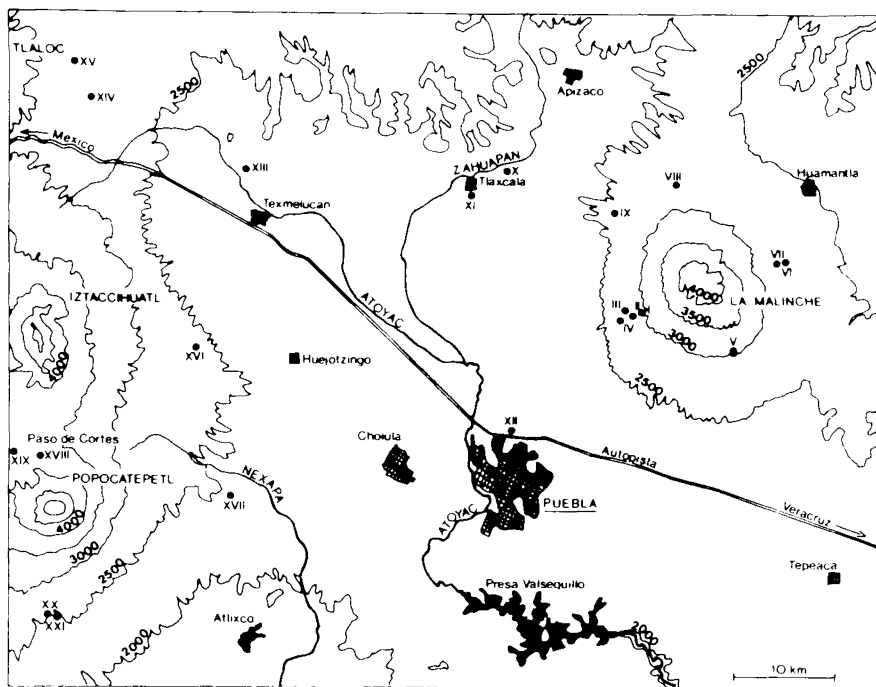 TLALOC
XV
XIV
2500
Apizaco
2500
Mexico
XIII
ZAHUAPAN
X
Tlaxcala
XI
VIII
Huamantla
IX
Texmelucan
VII
VI
IZTACCIHUATL
ATOYAC
4000
LA MALINCHE
III
IV
3500
3000
V
4000
XVI
Huejotzingo
2500
XII
Paso de Cortes
XIX
XVIII
Cholula
Autopista
POPOCATEPETL
NEXAPA
XVII
PUEBLA
4000
ATOYAC
Veracruz
3000
2500
Tepeaca
Presa Valsequillo
XX
XXI
Atlixco
2000
2000
10 km